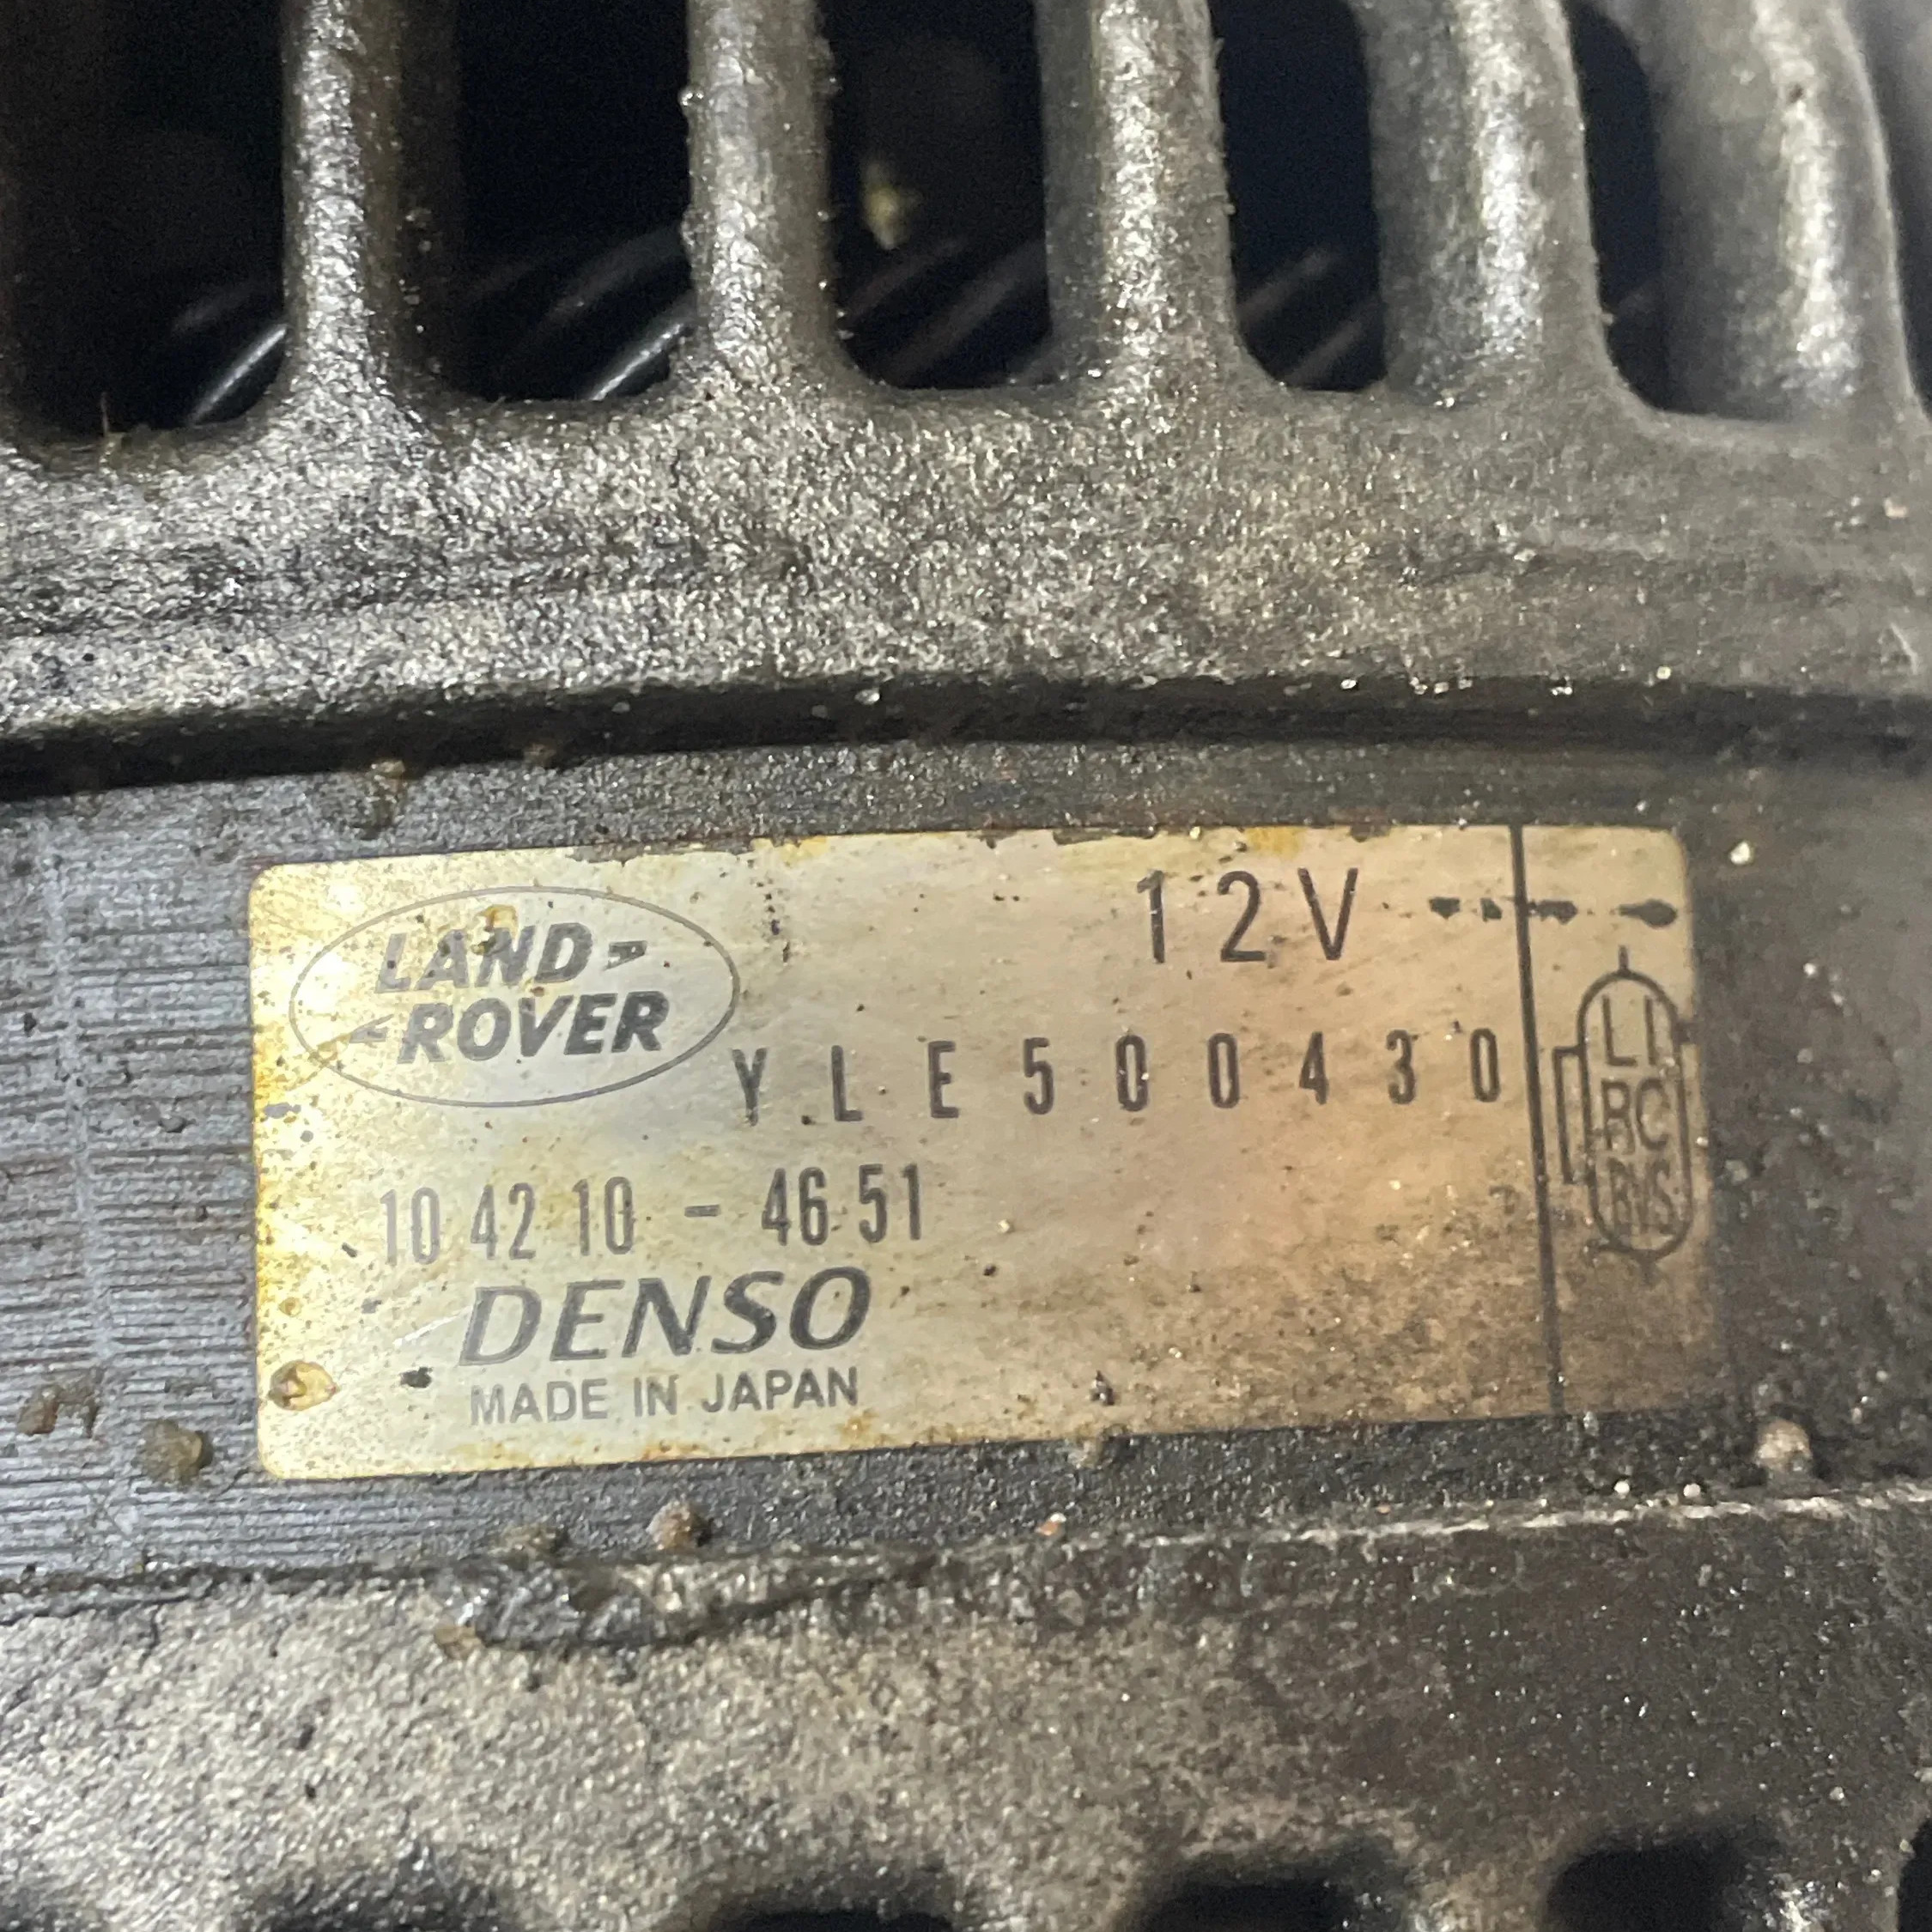 LAND
ROVER
12V
YLE500430
104210-4651
DENSO
MADE IN JAPAN
LI
RC
BVS